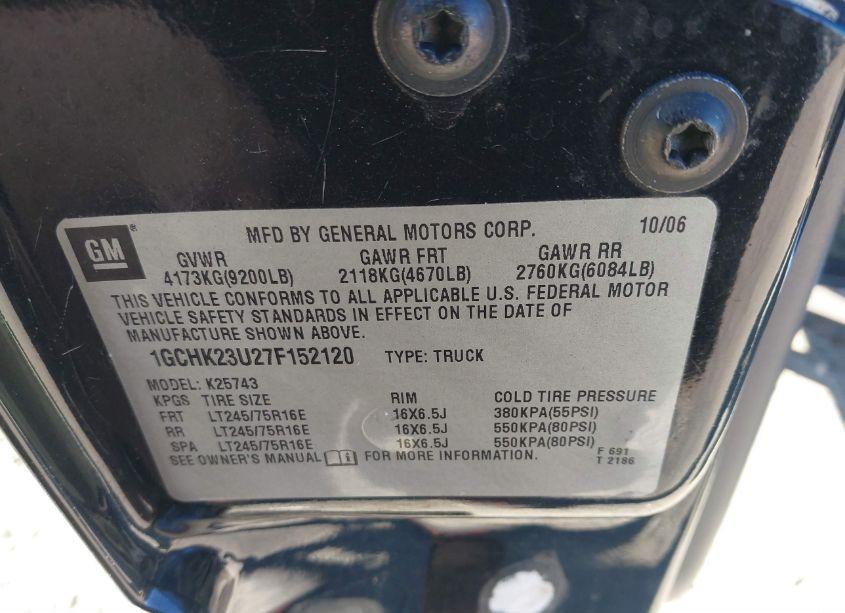 GM
MFD BY GENERAL MOTORS CORP. 10/06
GVWR GAWR FRT GAWR RR
4173KG(9200LB) 2118KG(4670LB) 2760KG(6084LB)
THIS VEHICLE CONFORMS TO ALL APPLICABLE U.S. FEDERAL MOTOR
VEHICLE SAFETY STANDARDS IN EFFECT ON THE DATE OF
MANUFACTURE SHOWN ABOVE.
1GCHK23U27F152120 TYPE: TRUCK
MODEL: K25743
KPGS TIRE SIZE RIM COLD TIRE PRESSURE
FRT LT245/75R16E 16X6.5J 380KPA(55PSI)
RR LT245/75R16E 16X6.5J 550KPA(80PSI)
SPA LT245/75R16E 16X6.5J 550KPA(80PSI)
SEE OWNER'S MANUAL FOR MORE INFORMATION.
F 691
T 2186